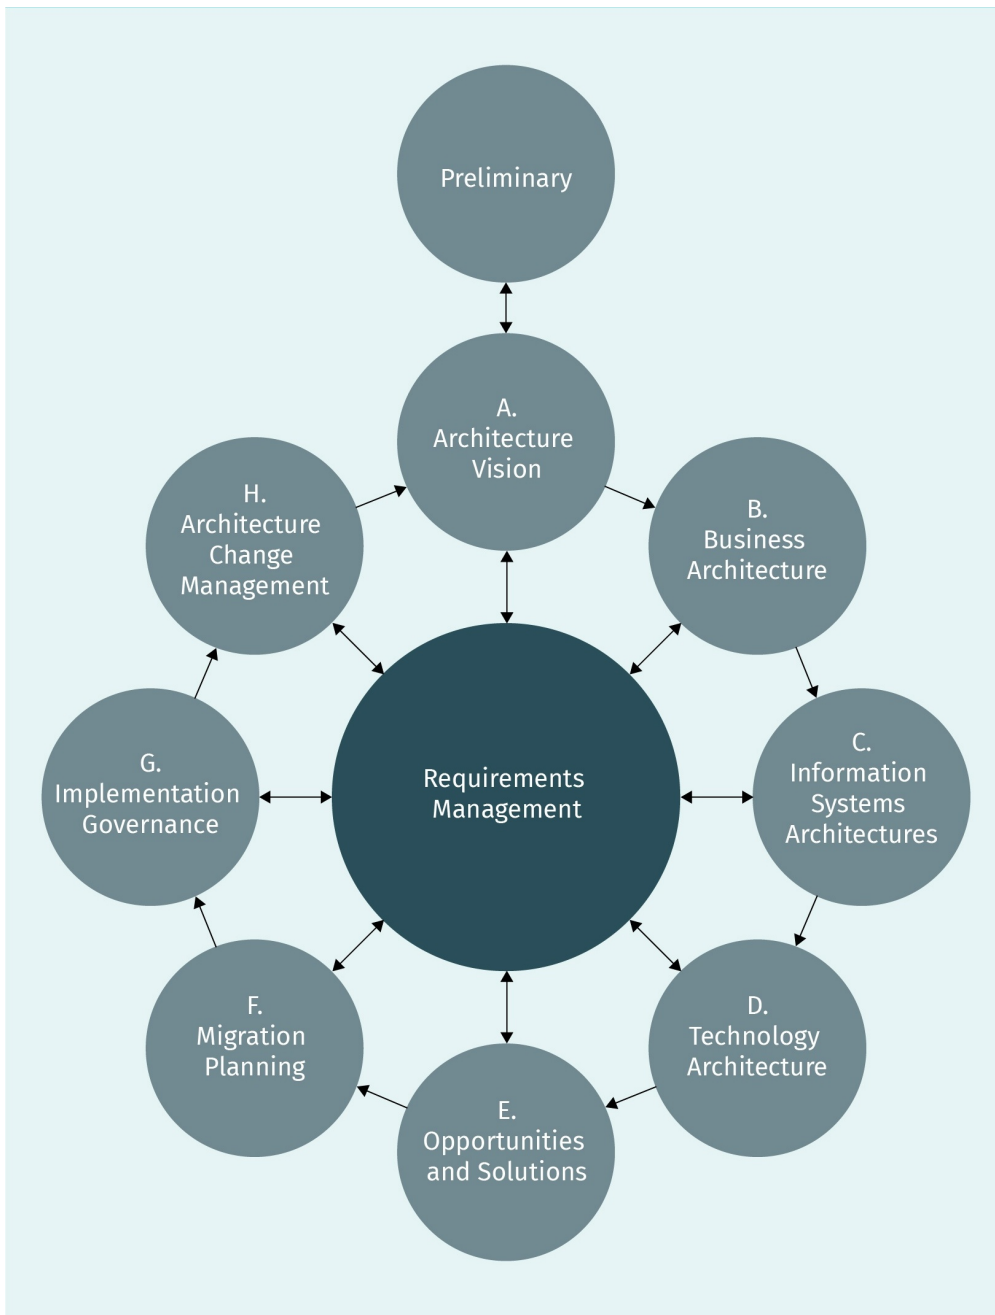 Preliminary
A.
Architecture
Vision
B.
Business
Architecture
C.
Information
Systems
Architectures
D.
Technology
Architecture
E.
Opportunities
and Solutions
F.
Migration
Planning
G.
Implementation
Governance
H.
Architecture
Change
Management
Requirements
Management